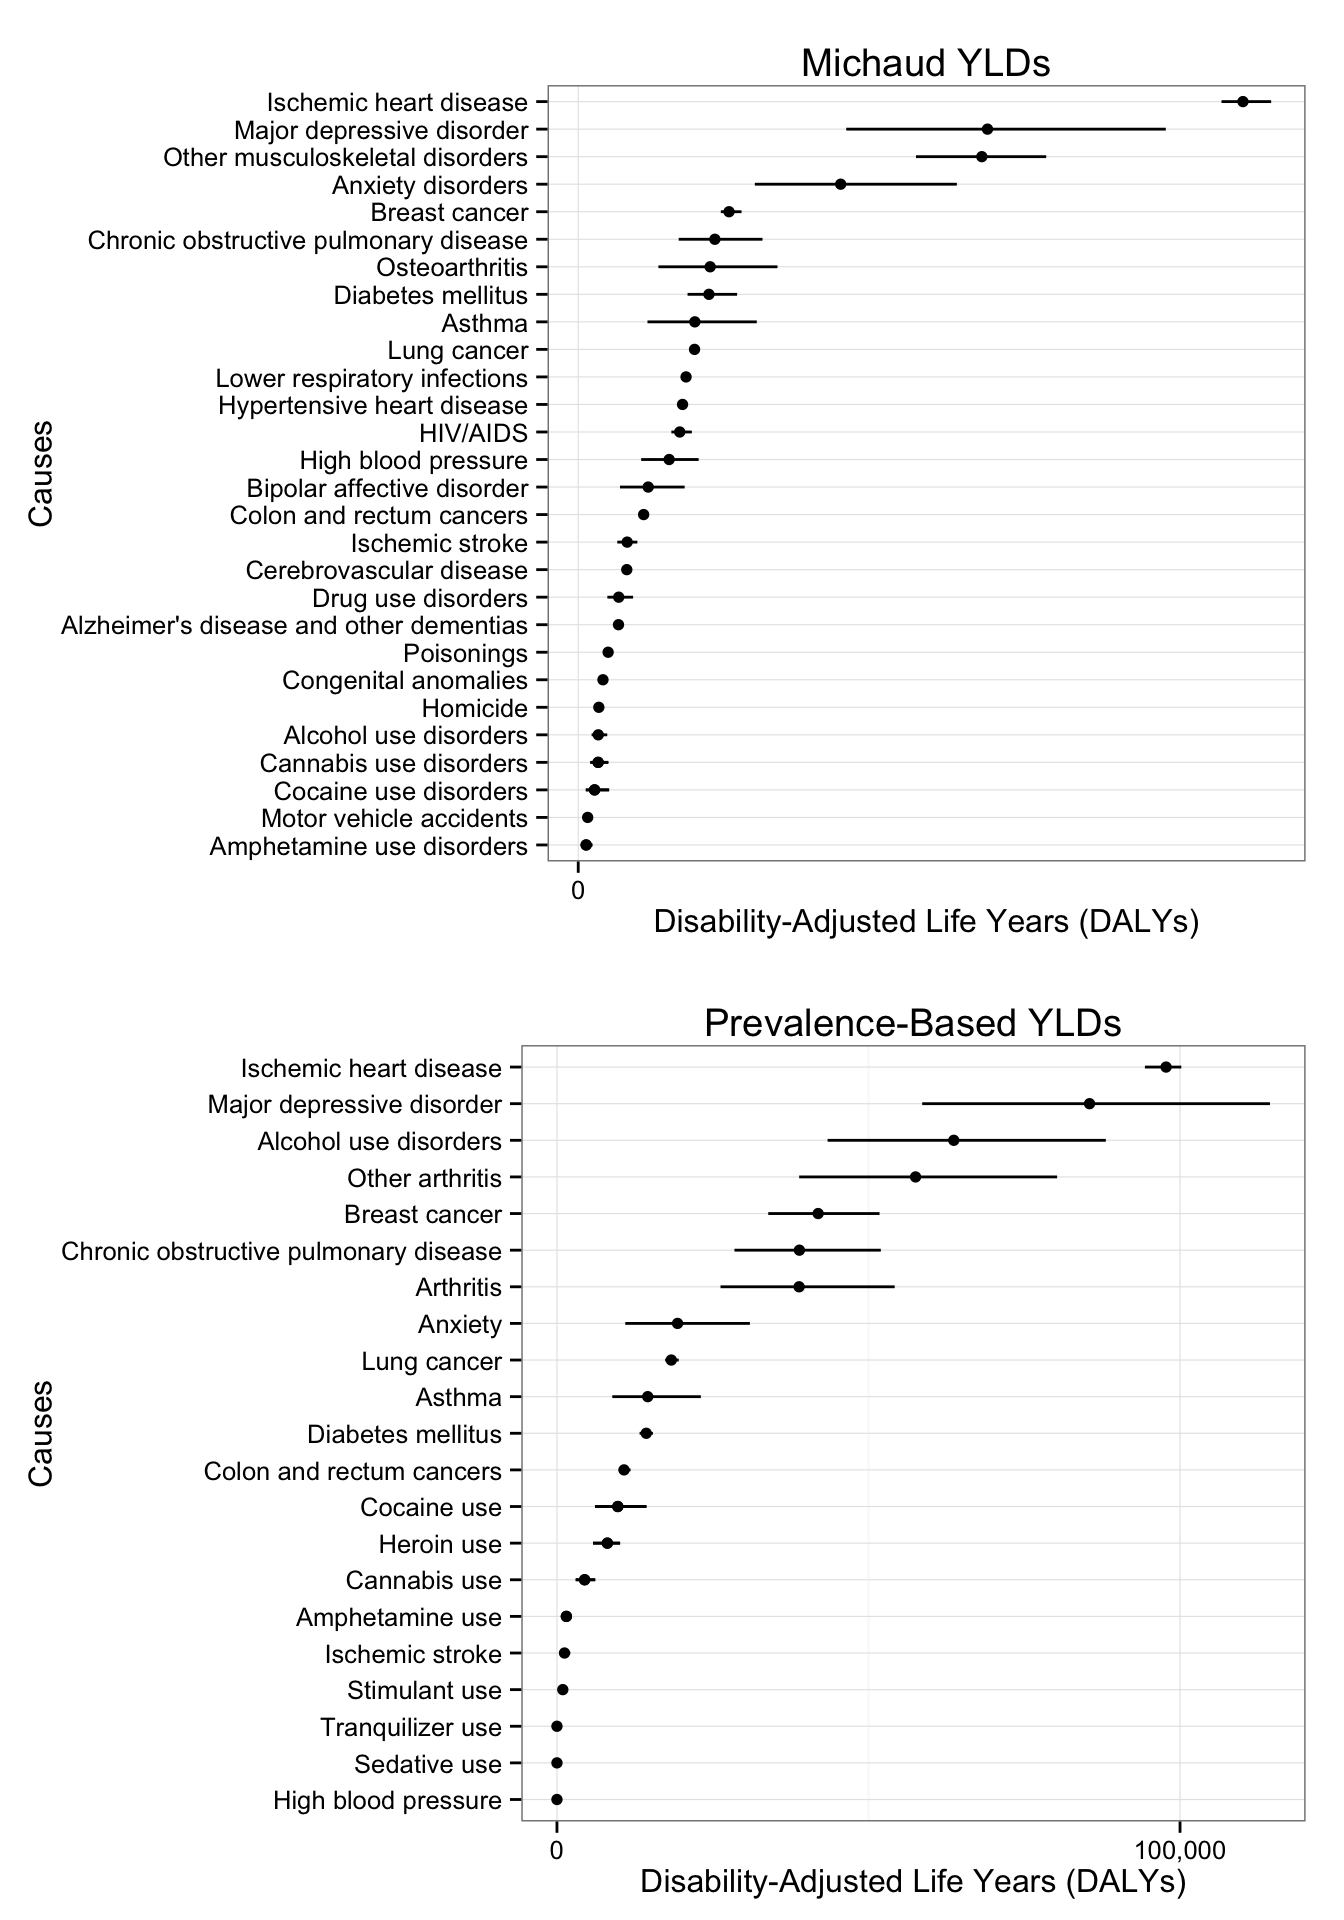 Michaud YLDs
Ischemic heart disease
Major depressive disorder
Other musculoskeletal disorders
Anxiety disorders
Breast cancer
Chronic obstructive pulmonary disease
Osteoarthritis
Diabetes mellitus
Asthma
Lung cancer
Lower respiratory infections
Hypertensive heart disease
HIV/AIDS
High blood pressure
Bipolar affective disorder
Colon and rectum cancers
Ischemic stroke
Cerebrovascular disease
Drug use disorders
Alzheimer's disease and other dementias
Poisonings
Congenital anomalies
Homicide
Alcohol use disorders
Cannabis use disorders
Cocaine use disorders
Motor vehicle accidents
Amphetamine use disorders
Causes
0
Disability-Adjusted Life Years (DALYs)
Prevalence-Based YLDs
Ischemic heart disease
Major depressive disorder
Alcohol use disorders
Other arthritis
Breast cancer
Chronic obstructive pulmonary disease
Arthritis
Anxiety
Lung cancer
Asthma
Diabetes mellitus
Colon and rectum cancers
Cocaine use
Heroin use
Cannabis use
Amphetamine use
Ischemic stroke
Stimulant use
Tranquilizer use
Sedative use
High blood pressure
Causes
0 100,000
Disability-Adjusted Life Years (DALYs)